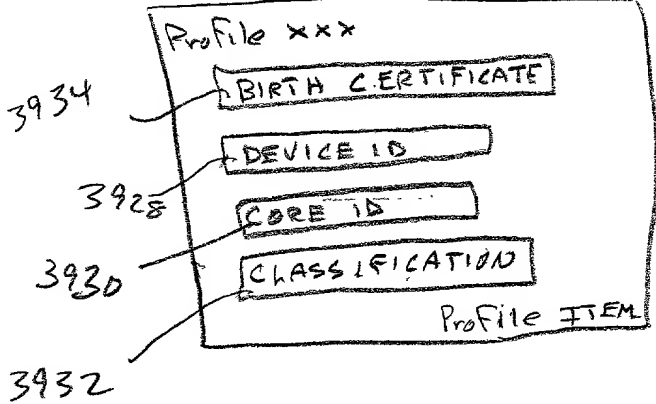 Profile xxx
3934
BIRTH CERTIFICATE
DEVICE ID
3928
CORE ID
3930
CLASSIFICATION
Profile ITEM
3932